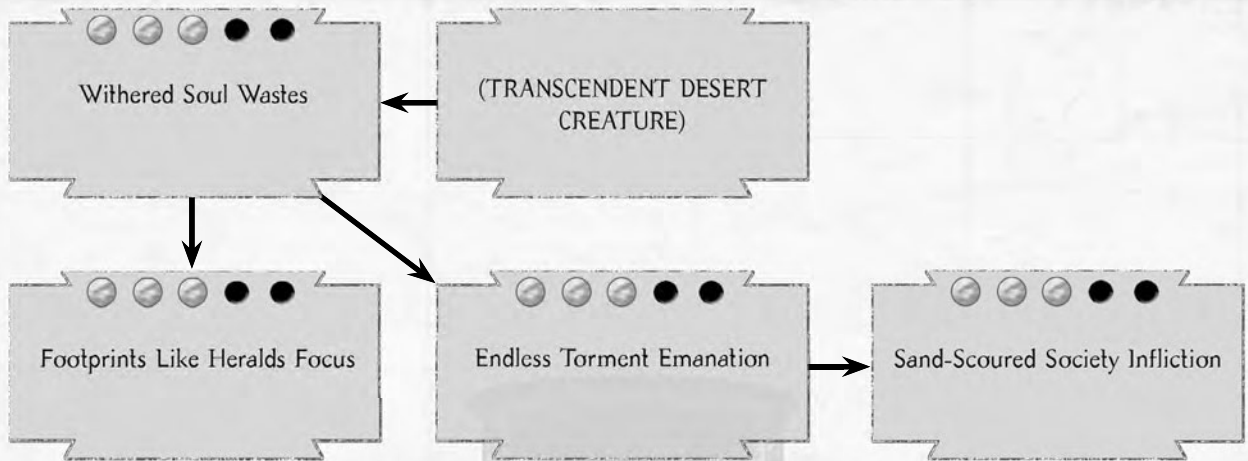 Withered Soul Wastes
(TRANSCENDENT DESERT
CREATURE)
Footprints Like Heralds Focus
Endless Torment Emanation
Sand-Scoured Society Infliction